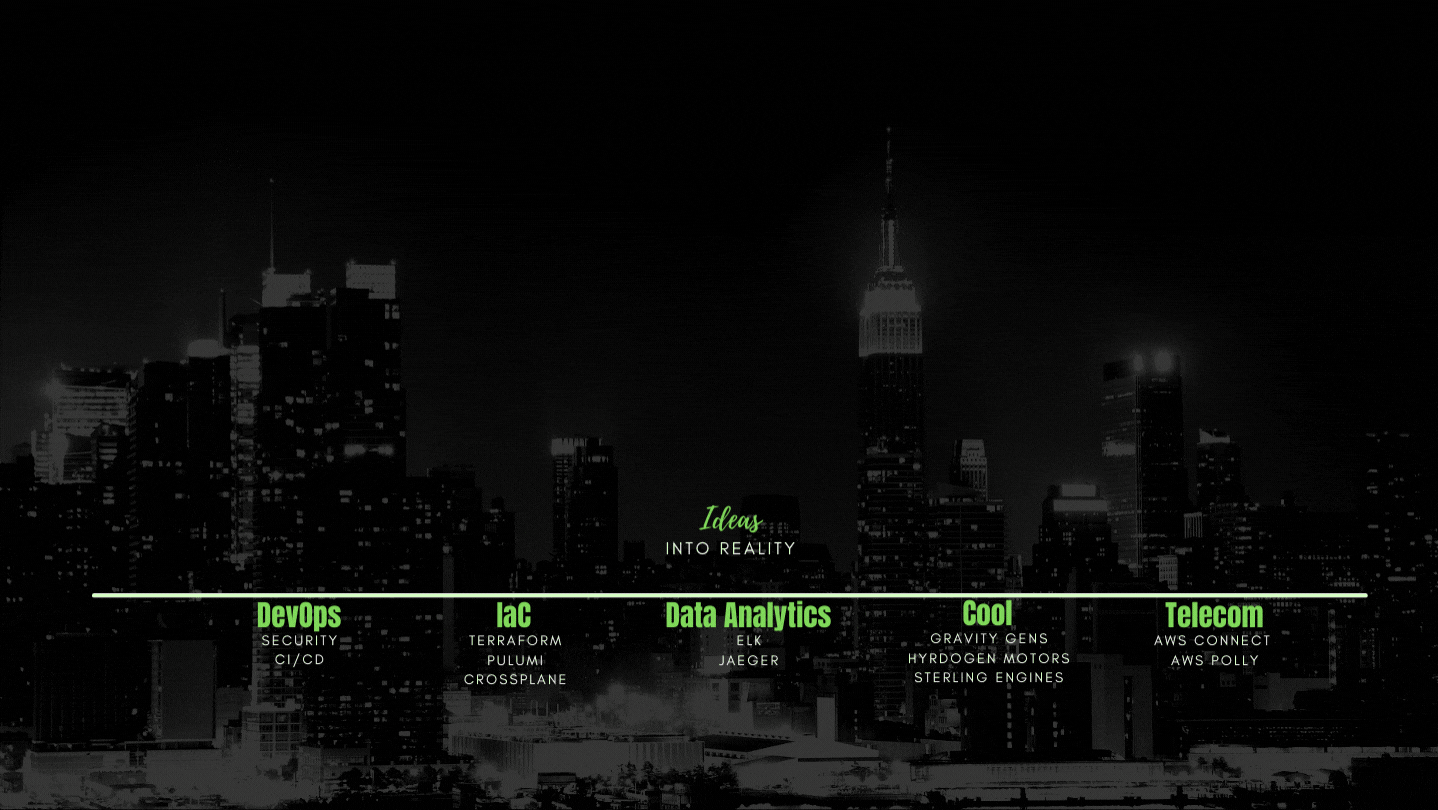 Ideas
INTO REALITY
DevOps
SECURITY
CI/CD
IaC
TERRAFORM
PULUMI
CROSSPLANE
Data Analytics
ELK
JAEGER
Cool
GRAVITY GENS
HYRDOGEN MOTORS
STERLING ENGINES
Telecom
AWS CONNECT
AWS POLLY